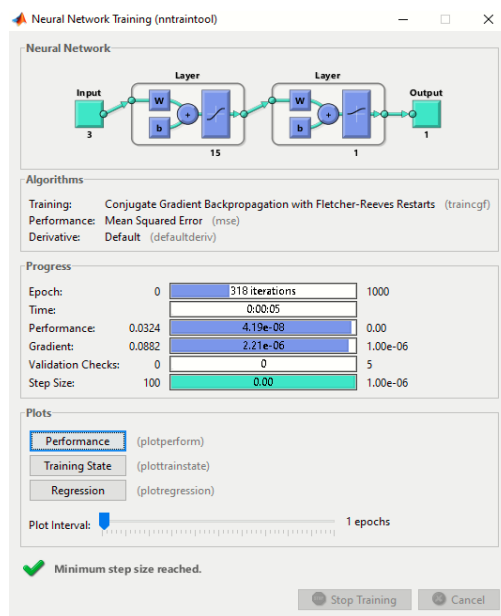 Neural Network Training (nntraintool)
Neural Network
Layer Layer
Input Output
W W
+ +
b b
3 1
15 1
Algorithms
Training: Conjugate Gradient Backpropagation with Fletcher-Reeves Restarts (traincgf)
Performance: Mean Squared Error (mse)
Derivative: Default (defaultderiv)
Progress
Epoch: 0 318 iterations 1000
Time: 0:00:05
Performance: 0.0324 4.19e-08 0.00
Gradient: 0.0882 2.21e-06 1.00e-06
Validation Checks: 0 0 5
Step Size: 100 0.00 1.00e-06
Plots
Performance (plotperform)
Training State (plottrainstate)
Regression (plotregression)
Plot Interval: 1 epochs
Minimum step size reached.
Stop Training Cancel